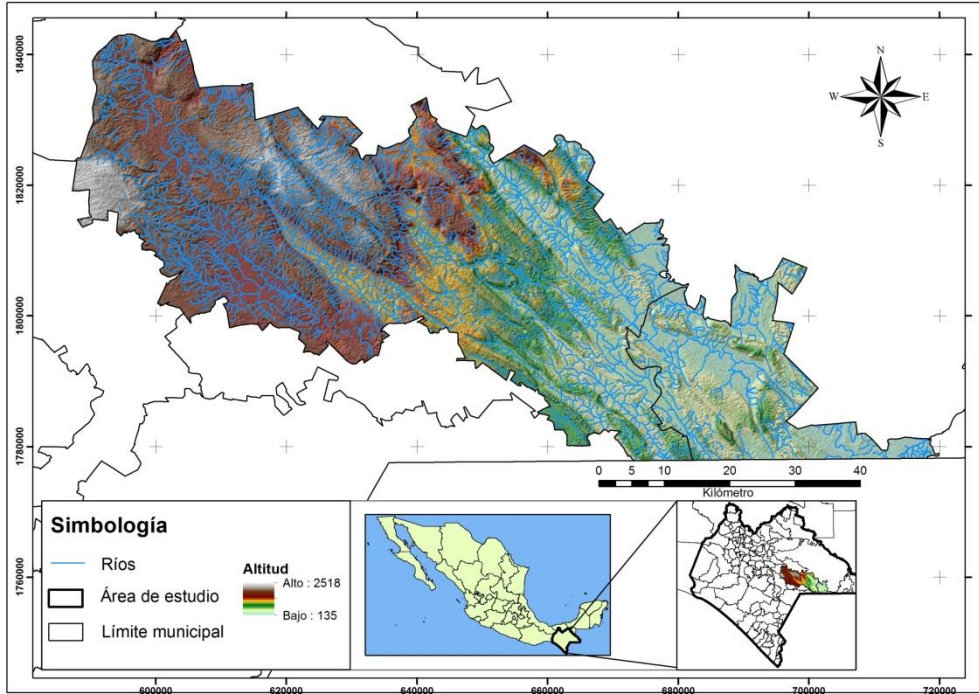 N
W
E
S
1840000
1820000
1800000
1780000
1760000
0
5
10
20
30
40
Kilómetro
Simbología
Ríos
Área de estudio
Límite municipal
Altitud
Alto : 2518
Bajo : 135
600000
620000
640000
660000
680000
700000
720000